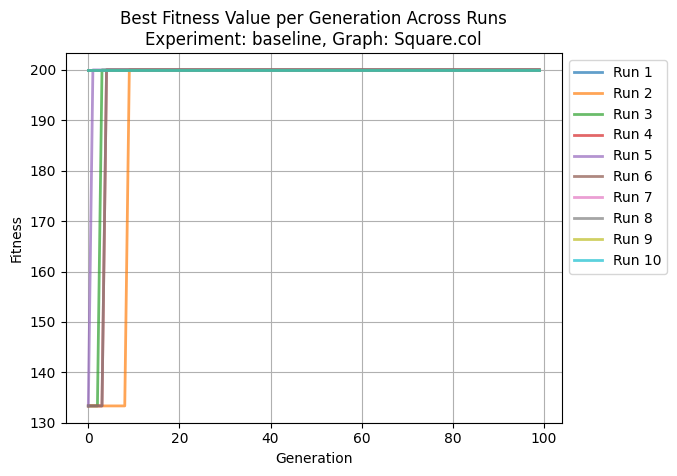 Best Fitness Value per Generation Across Runs
Experiment: baseline, Graph: Square.col
Fitness
200
190
180
170
160
150
140
130
0
20
40
60
80
100
Generation
Run 1
Run 2
Run 3
Run 4
Run 5
Run 6
Run 7
Run 8
Run 9
Run 10